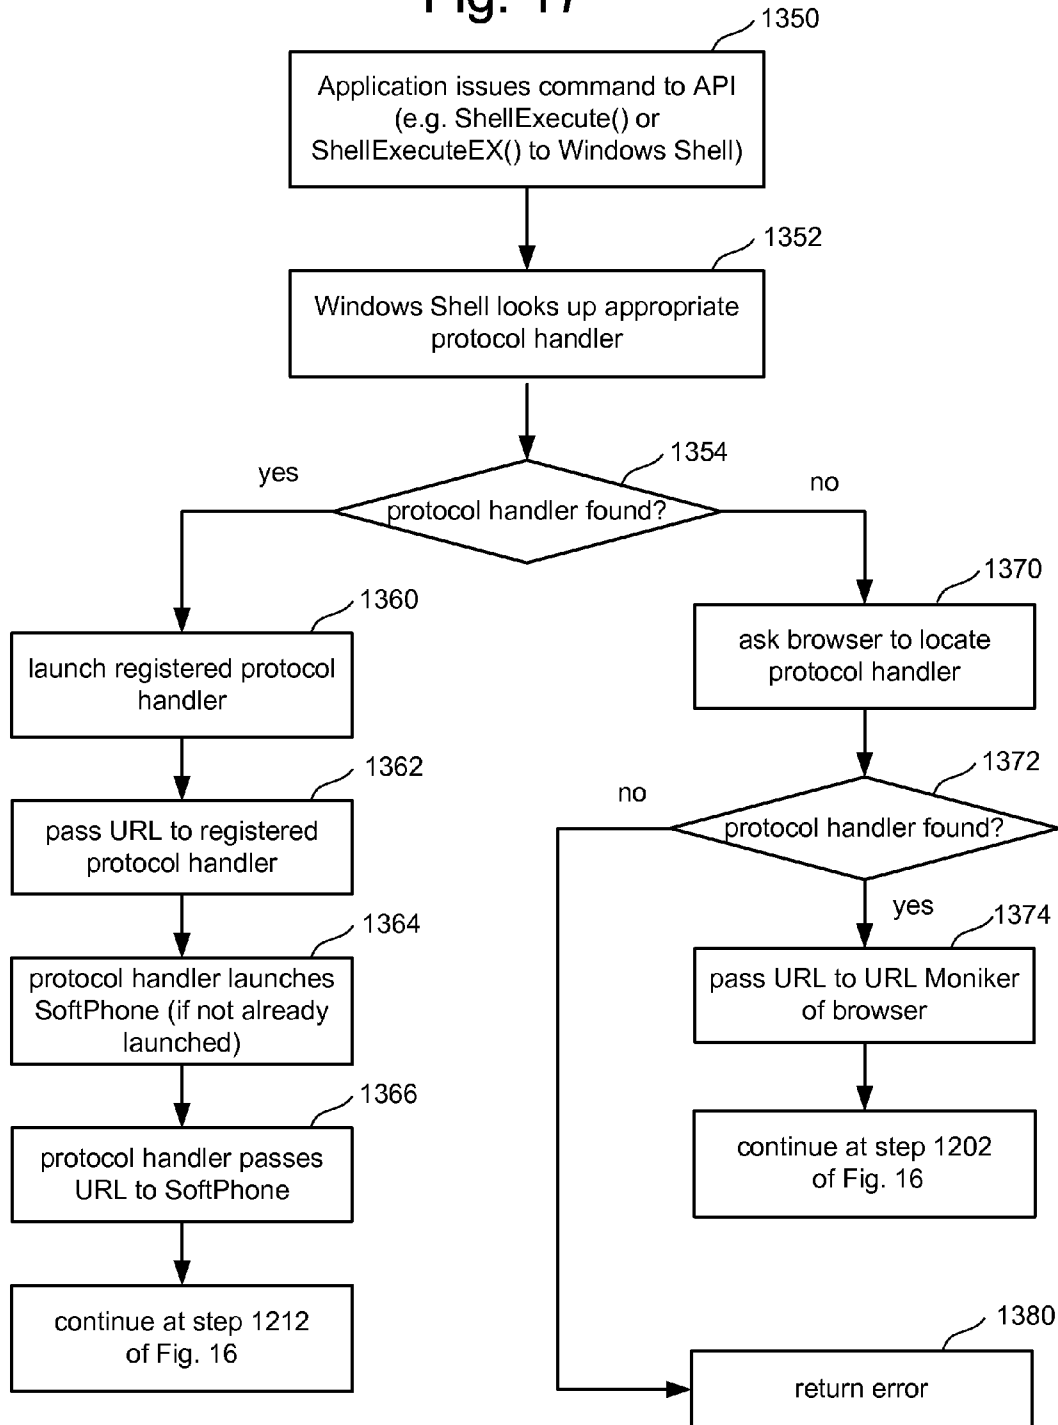 Fig. 17
1350
Application issues command to API
(e.g. ShellExecute() or
ShellExecuteEX() to Windows Shell)
1352
Windows Shell looks up appropriate
protocol handler
1354
yes
no
protocol handler found?
1360
launch registered protocol
handler
1362
pass URL to registered
protocol handler
1364
protocol handler launches
SoftPhone (if not already
launched)
1366
protocol handler passes
URL to SoftPhone
continue at step 1212
of Fig. 16
1370
ask browser to locate
protocol handler
1372
no
protocol handler found?
yes
1374
pass URL to URL Moniker
of browser
continue at step 1202
of Fig. 16
1380
return error